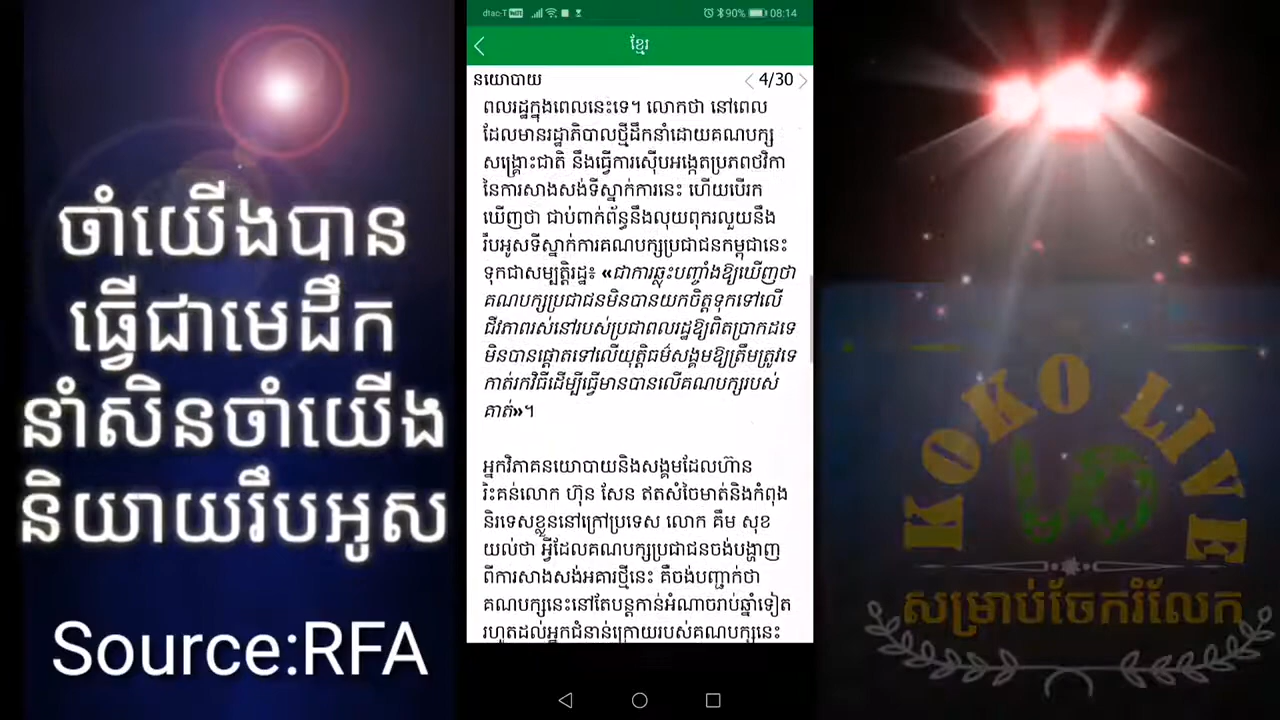 ចាំយើងបាន
ធ្វើជាមេដឹក
នាំសិនចាំយើង
និយាយរឹបអូស
Source:RFA
dtac-T
90% 08:14
ខ្មែរ
នយោបាយ
4/30
ពលរដ្ឋក្នុងពេលនេះទេ។ លោកថា នៅពេល
ដែលមានរដ្ឋាភិបាលថ្មីដឹកនាំដោយគណបក្ស
សង្គ្រោះជាតិ នឹងធ្វើការស៊ើបអង្កេតប្រភពថវិកា
នៃការសាងសង់ទីស្នាក់ការនេះ ហើយបើរក
ឃើញថា ជាប់ពាក់ព័ន្ធនឹងលុយពុករលួយនឹង
រឹបអូសទីស្នាក់ការគណបក្សប្រជាជនកម្ពុជានេះ
ទុកជាសម្បត្តិរដ្ឋ៖ «ជាការឆ្លុះបញ្ចាំងឱ្យឃើញថា
គណបក្សប្រជាជនមិនបានយកចិត្តទុកទៅលើ
ជីវភាពរស់នៅរបស់ប្រជាពលរដ្ឋឱ្យពិតប្រាកដទេ
មិនបានផ្ដោតទៅលើយុត្តិធម៌សង្គមឱ្យត្រឹមត្រូវទេ
កាត់រកវិធីដើម្បីធ្វើមានបានលើគណបក្សរបស់
គាត់»។
អ្នកវិភាគនយោបាយនិងសង្គមដែលហ៊ាន
រិះគន់លោក ហ៊ុន សែន ឥតសំចៃមាត់និងកំពុង
និរទេសខ្លួននៅក្រៅប្រទេស លោក គឹម សុខ
យល់ថា អ្វីដែលគណបក្សប្រជាជនចង់បង្ហាញ
ពីការសាងសង់អគារថ្មីនេះ គឺចង់បញ្ជាក់ថា
គណបក្សនេះនៅតែបន្តកាន់អំណាចរាប់ឆ្នាំទៀត
រហូតដល់អ្នកជំនាន់ក្រោយរបស់គណបក្សនេះ
KOKO LIVE
សម្រាប់ចែករំលែក